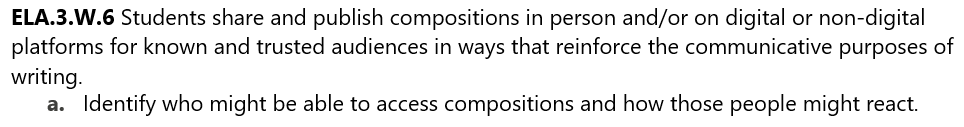 ELA.3.W.6 Students share and publish compositions in person and/or on digital or non-digital
platforms for known and trusted audiences in ways that reinforce the communicative purposes of
writing.
a. Identify who might be able to access compositions and how those people might react.